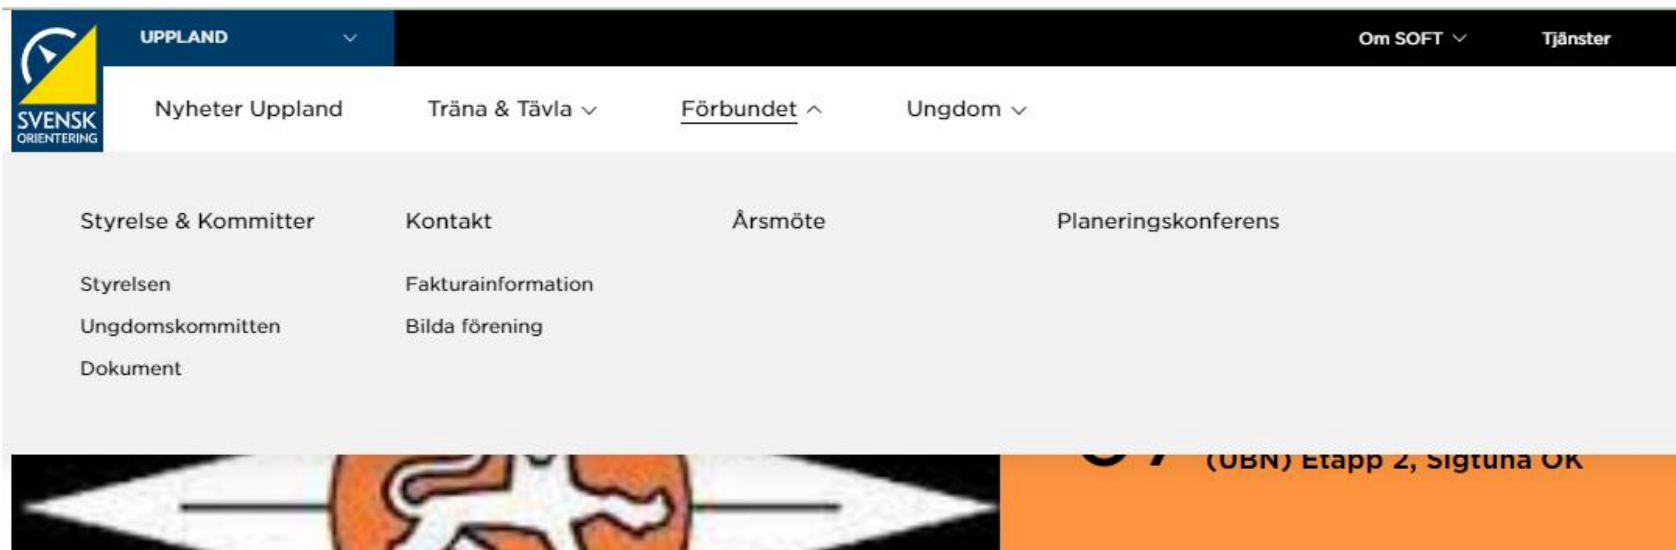 UPPLAND
Om SOFT
Tjänster
SVENSK
ORIENTERING
Nyheter Uppland
Träna & Tävla
Förbundet
Ungdom
Styrelse & Kommitter
Styrelsen
Ungdomskommitten
Dokument
Kontakt
Fakturainformation
Bilda förening
Årsmöte
Planeringskonferens
(UBN) Etapp 2, Sigtuna OK